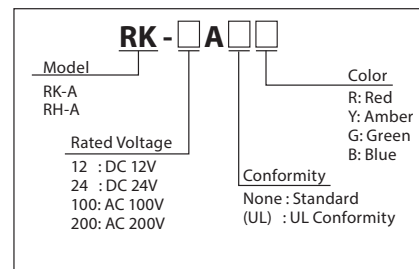 RK-□A□□
Model
RK-A
RH-A
Rated Voltage
12 : DC 12V
24 : DC 24V
100: AC 100V
200: AC 200V
Conformity
None : Standard
(UL) : UL Conformity
Color
R: Red
Y: Amber
G: Green
B: Blue